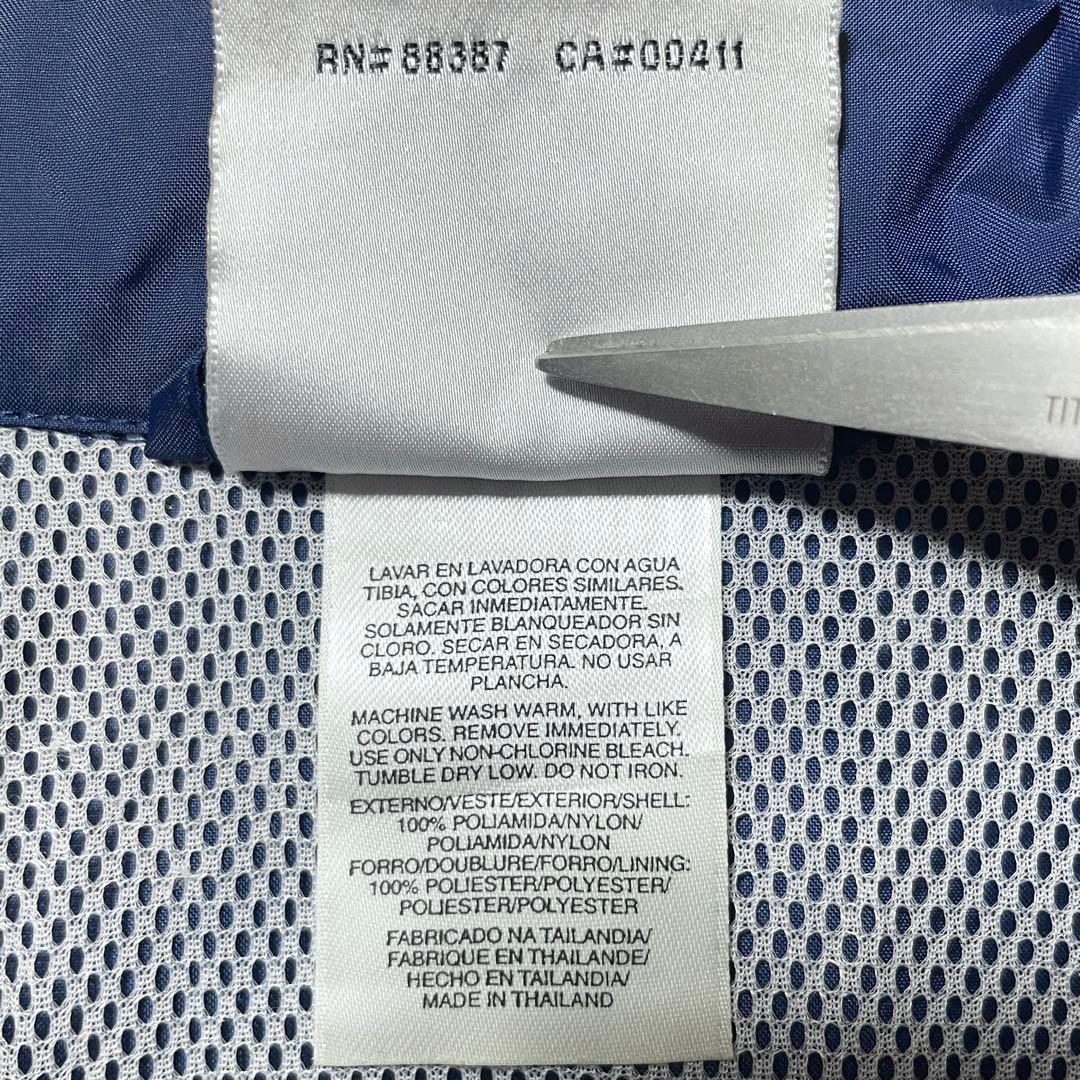 RN#88387 CA#00411
TIT
LAVAR EN LAVADORA CON AGUA
TIBIA, CON COLORES SIMILARES.
SACAR INMEDIATAMENTE.
SOLAMENTE BLANQUEADOR SIN
CLORO. SECAR EN SECADORA, A
BAJA TEMPERATURA. NO USAR
PLANCHA.
MACHINE WASH WARM, WITH LIKE
COLORS. REMOVE IMMEDIATELY.
USE ONLY NON-CHLORINE BLEACH.
TUMBLE DRY LOW. DO NOT IRON.
EXTERNO/VESTE/EXTERIOR/SHELL:
100% POLIAMIDA/NYLON/
POLIAMIDA/NYLON
FORRO/DOUBLURE/FORRO/LINING:
100% POLIESTER/POLYESTER/
POLIESTER/POLYESTER
FABRICADO NA TAILANDIA/
FABRIQUE EN THAILANDE/
HECHO EN TAILANDIA/
MADE IN THAILAND